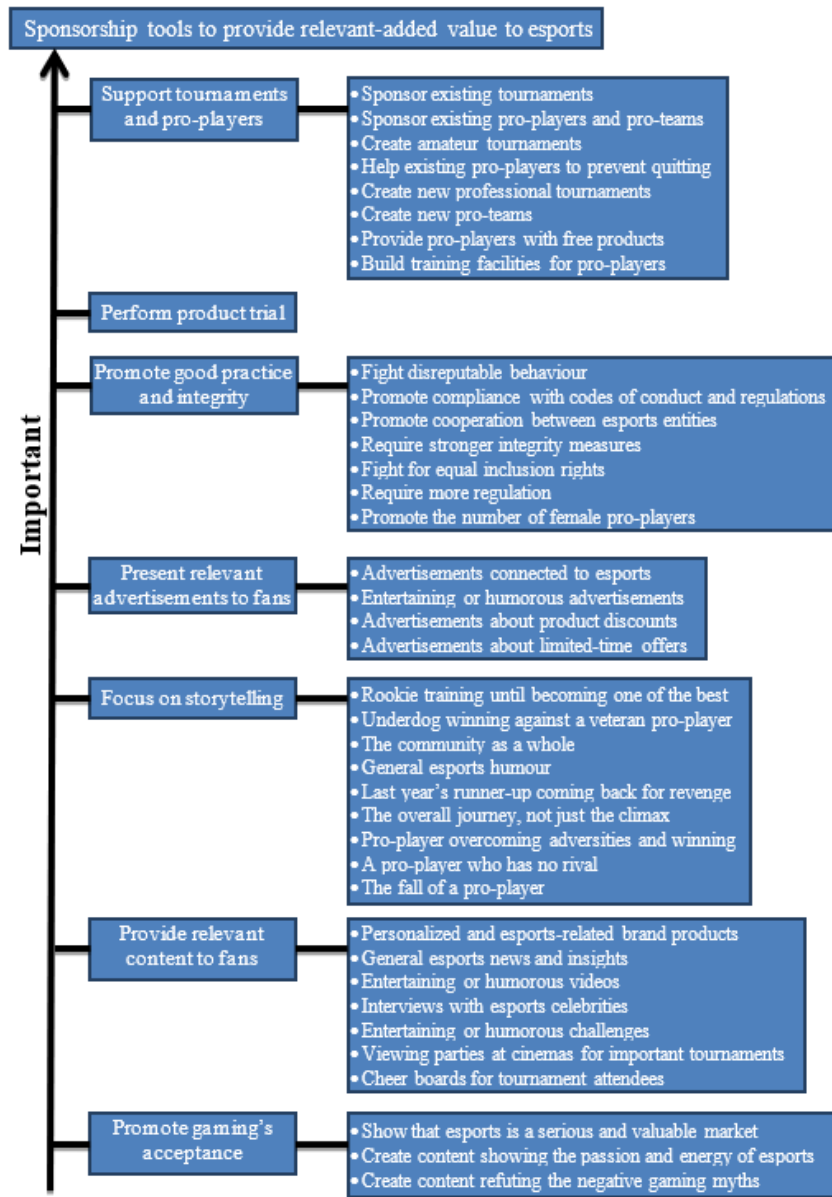 Sponsorship tools to provide relevant-added value to esports
Support tournaments
and pro-players
• Sponsor existing tournaments
• Sponsor existing pro-players and pro-teams
• Create amateur tournaments
• Help existing pro-players to prevent quitting
• Create new professional tournaments
• Create new pro-teams
• Provide pro-players with free products
• Build training facilities for pro-players
Perform product trial
Promote good practice
and integrity
• Fight disreputable behaviour
• Promote compliance with codes of conduct and regulations
• Promote cooperation between esports entities
• Require stronger integrity measures
• Fight for equal inclusion rights
• Require more regulation
• Promote the number of female pro-players
Important
Present relevant
advertisements to fans
• Advertisements connected to esports
• Entertaining or humorous advertisements
• Advertisements about product discounts
• Advertisements about limited-time offers
Focus on storytelling
• Rookie training until becoming one of the best
• Underdog winning against a veteran pro-player
• The community as a whole
• General esports humour
• Last year's runner-up coming back for revenge
• The overall journey, not just the climax
• Pro-player overcoming adversities and winning
• A pro-player who has no rival
• The fall of a pro-player
Provide relevant
content to fans
• Personalized and esports-related brand products
• General esports news and insights
• Entertaining or humorous videos
• Interviews with esports celebrities
• Entertaining or humorous challenges
• Viewing parties at cinemas for important tournaments
• Cheer boards for tournament attendees
Promote gaming's
acceptance
• Show that esports is a serious and valuable market
• Create content showing the passion and energy of esports
• Create content refuting the negative gaming myths